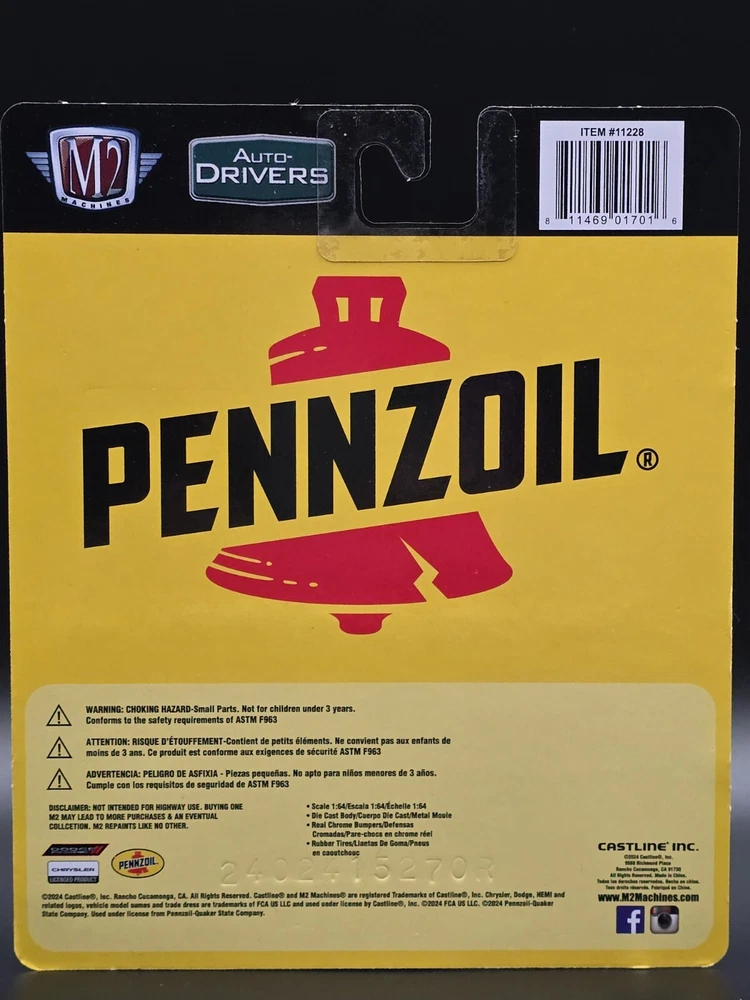 M2
MACHINES
AUTO-
DRIVERS
ITEM #11228
8 11469 01701 6
PENNZOIL®
WARNING: CHOKING HAZARD-Small Parts. Not for children under 3 years.
Conforms to the safety requirements of ASTM F963
ATTENTION: RISQUE D'ÉTOUFFEMENT-Contient de petits éléments. Ne convient pas aux enfants de
moins de 3 ans. Ce produit est conforme aux exigences de sécurité ASTM F963
ADVERTENCIA: PELIGRO DE ASFIXIA - Piezas pequeñas. No apto para niños menores de 3 años.
Cumple con los requisitos de seguridad de ASTM F963
DISCLAIMER: NOT INTENDED FOR HIGHWAY USE. BUYING ONE
M2 MAY LEAD TO MORE PURCHASES & AN EVENTUAL
COLLCETION. M2 REPAINTS LIKE NO OTHER.
• Scale 1:64/Escala 1:64/Échelle 1:64
• Die Cast Body/Cuerpo Die Cast/Metal Moule
• Real Chrome Bumpers/Defensas
Cromadas/Pare-chocs en chrome réel
• Rubber Tires/Llantas De Goma/Pneus
en caoutchouc
DODGE
CHRYSLER
LICENSED PRODUCT
PENNZOIL
CASTLINE INC.
©2024 Castline®, Inc.
9580 Richmond Place
Rancho Cucamonga, CA 91730
All Rights Reserved. Made in China.
Todos los derechos reservados. Hecho en china.
Tous droits réservés. Fabriqué en Chine.
www.M2Machines.com
©2024 Castline®, Inc. Rancho Cucamonga, CA. All Rights Reserved. Castline® and M2 Machines® are registered Trademarks of Castline®, Inc. Chrysler, Dodge, HEMI and
related logos, vehicle model names and trade dress are trademarks of FCA US LLC and used under license by Castline®, Inc. ©2024 FCA US LLC. ©2024 Pennzoil-Quaker
State Company. Used under license from Pennzoil-Quaker State Company.